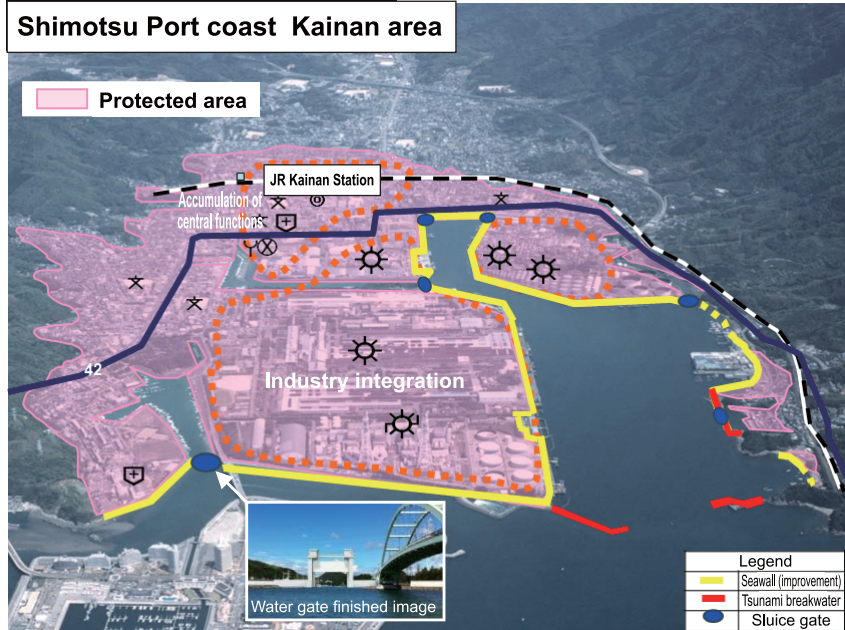 Shimotsu Port coast Kainan area
Protected area
JR Kainan Station
Accumulation of
central functions
42
Industry integration
Water gate finished image
Legend
Seawall (improvement)
Tsunami breakwater
Sluice gate